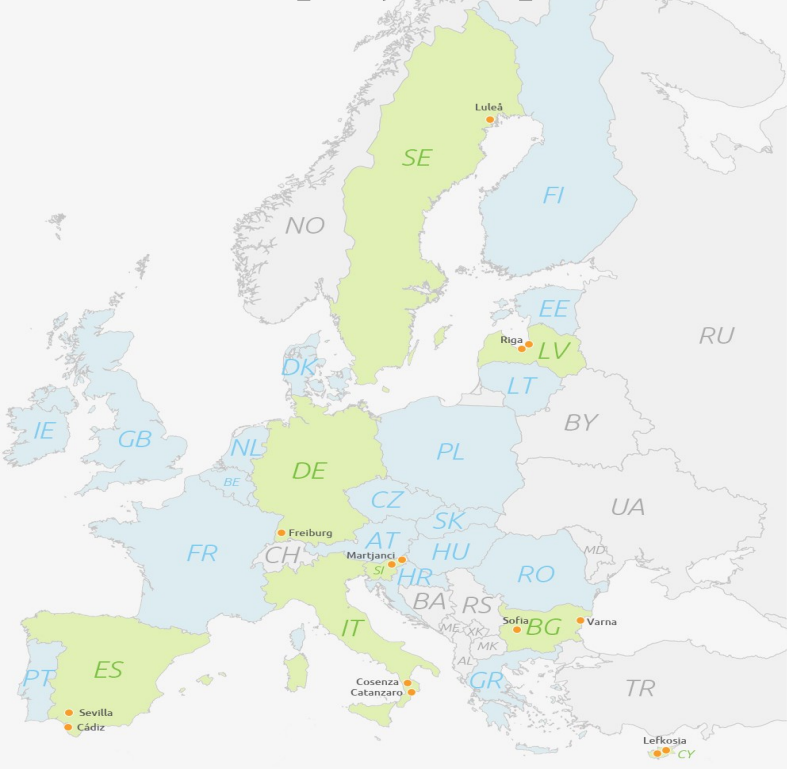 Luleå
SE
FI
NO
EE
Riga
LV
RU
DK
LT
BY
IE
GB
NL
PL
BE
DE
CZ
UA
SK
Freiburg
AT
FR
CH
Martjanci
HU
MD
SI
HR
RO
BA
RS
Sofia
BG
Varna
ME
XK
IT
MK
AL
ES
PT
Cosenza
GR
TR
Catanzaro
Sevilla
Cádiz
Lefkosia
CY